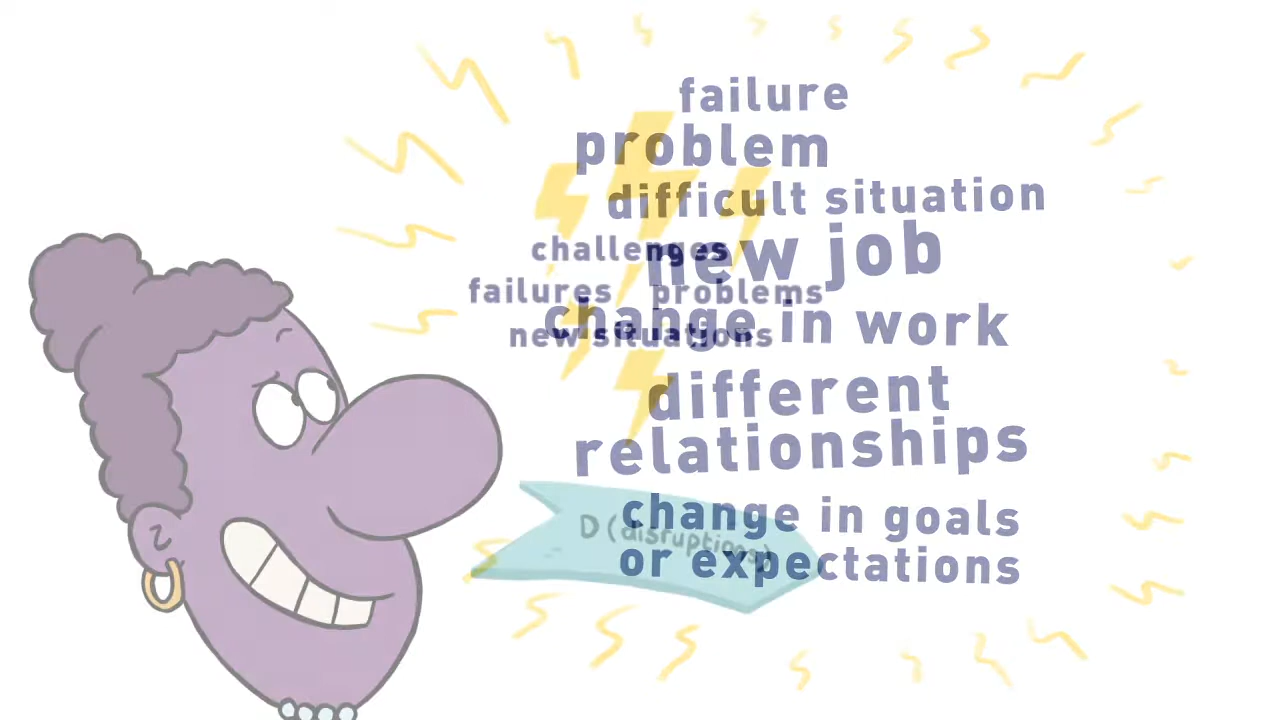 failure
problem
difficult situation
challenges
new job
failures problems
change in work
new situations
different
relationships
change in goals
D (disruptions)
or expectations